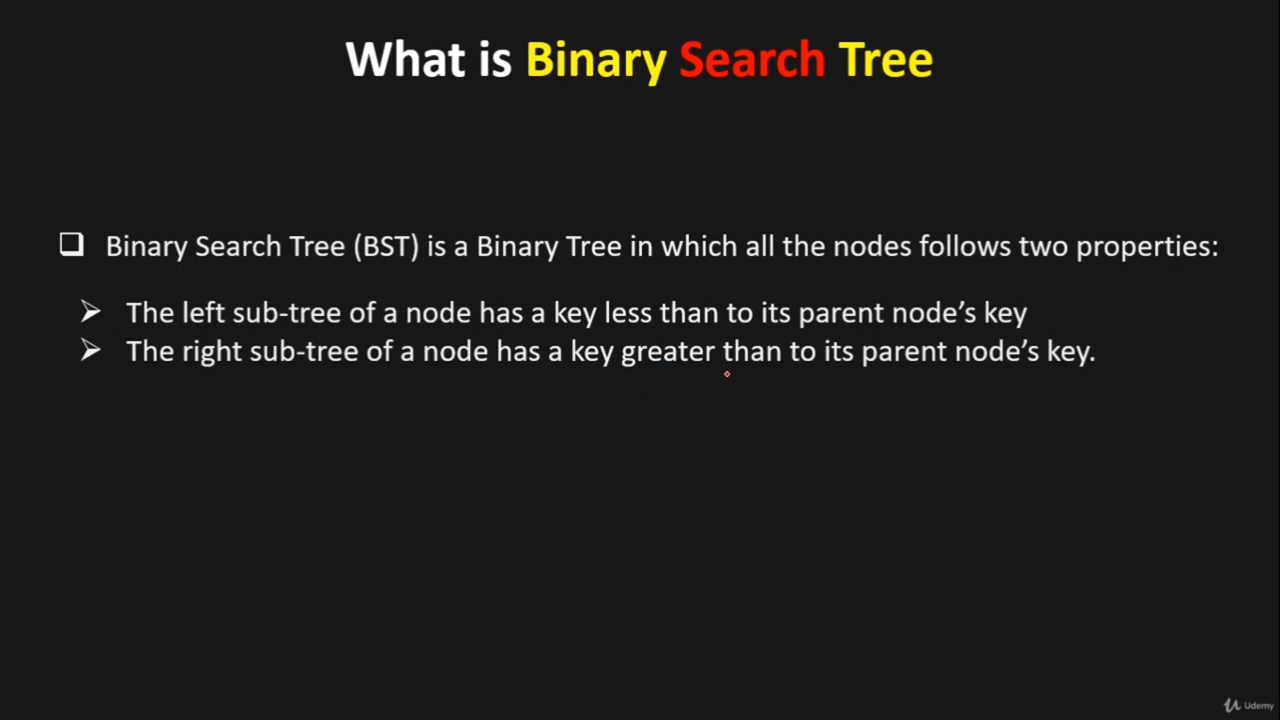 What is Binary Search Tree
Binary Search Tree (BST) is a Binary Tree in which all the nodes follows two properties:
The left sub-tree of a node has a key less than to its parent node’s key
The right sub-tree of a node has a key greater than to its parent node’s key.
Udemy